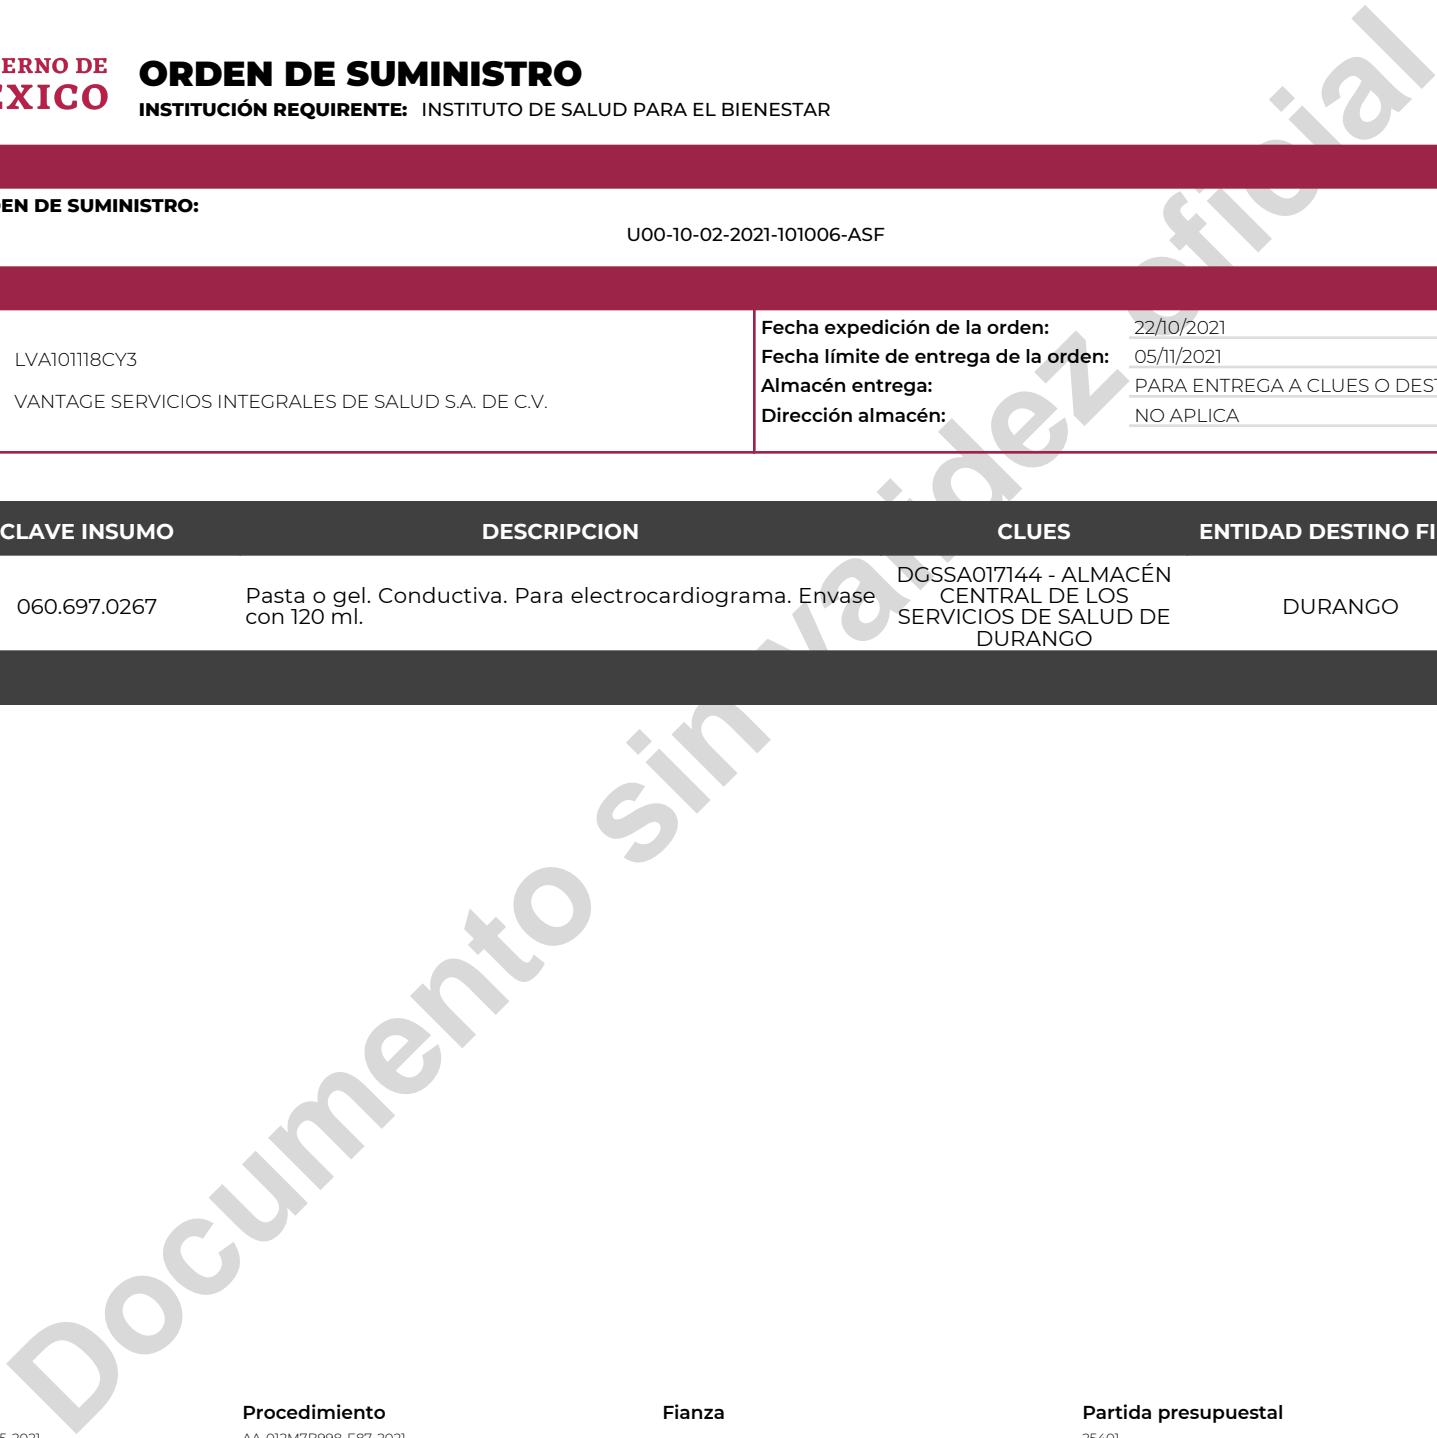 ERNO DE
EXICO
ORDEN DE SUMINISTRO
INSTITUCIÓN REQUIRENTE: INSTITUTO DE SALUD PARA EL BIENESTAR
EN DE SUMINISTRO:
U00-10-02-2021-101006-ASF
LVA101118CY3
VANTAGE SERVICIOS INTEGRALES DE SALUD S.A. DE C.V.
Fecha expedición de la orden: 22/10/2021
Fecha límite de entrega de la orden: 05/11/2021
Almacén entrega: PARA ENTREGA A CLUES O DEST
Dirección almacén: NO APLICA
CLAVE INSUMO DESCRIPCION CLUES ENTIDAD DESTINO FI
060.697.0267
Pasta o gel. Conductiva. Para electrocardiograma. Envase
con 120 ml.
DGSSA017144 - ALMACÉN
CENTRAL DE LOS
SERVICIOS DE SALUD DE
DURANGO
DURANGO
Documento sin validez oficial
Procedimiento Fianza Partida presupuestal